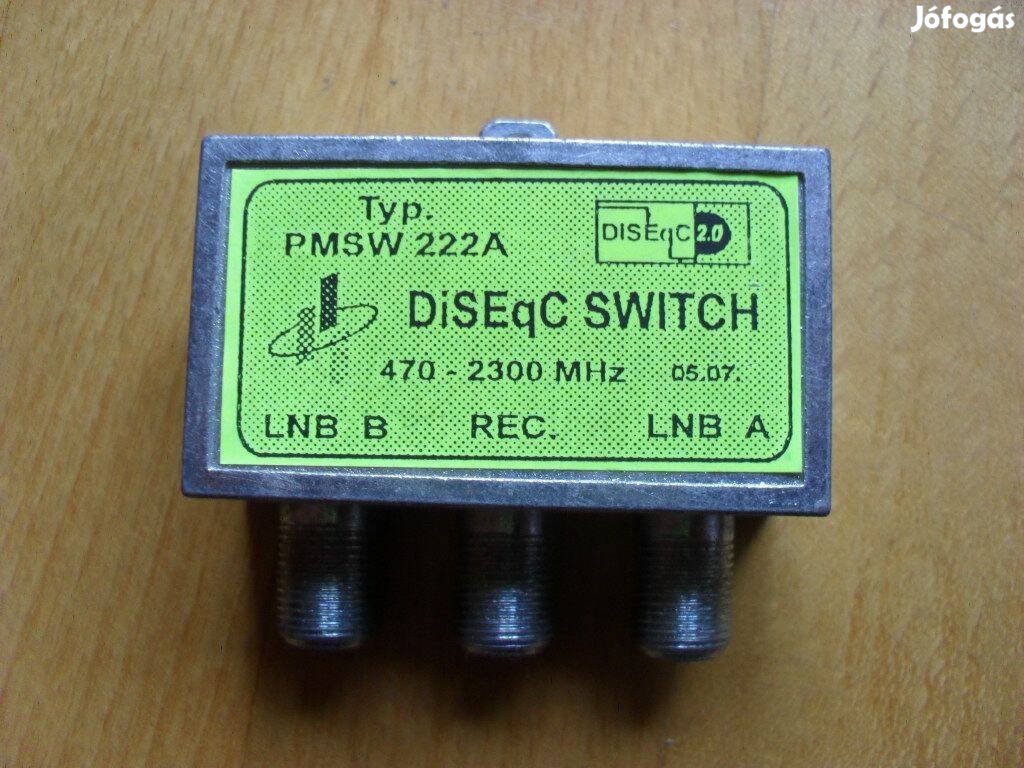 Jófogás
Typ.
PMSW 222A
DISEqC 2.0
DiSEqC SWITCH
470 - 2300 MHz 05.07.
LNB B REC. LNB A